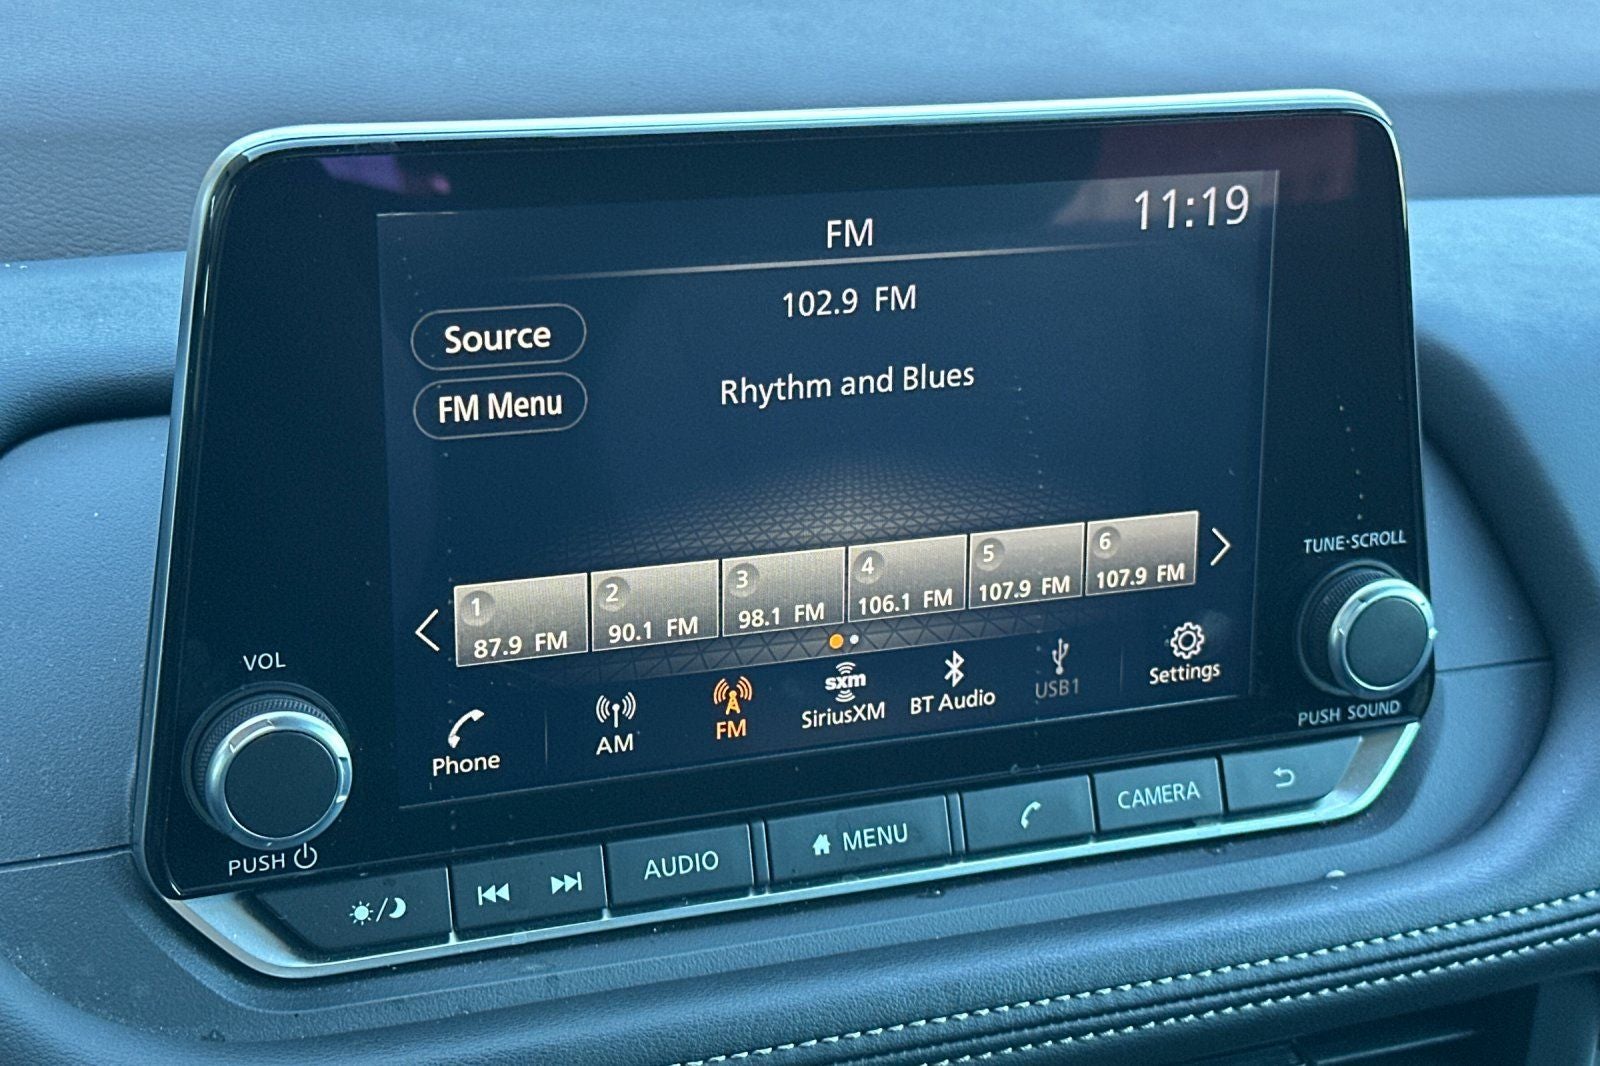 11:19
FM
102.9 FM
Source
Rhythm and Blues
FM Menu
1
87.9 FM
2
90.1 FM
3
98.1 FM
4
106.1 FM
5
107.9 FM
6
107.9 FM
TUNE·SCROLL
VOL
Phone
AM
FM
sxm
SiriusXM
BT Audio
USB1
Settings
PUSH SOUND
PUSH
AUDIO
MENU
CAMERA